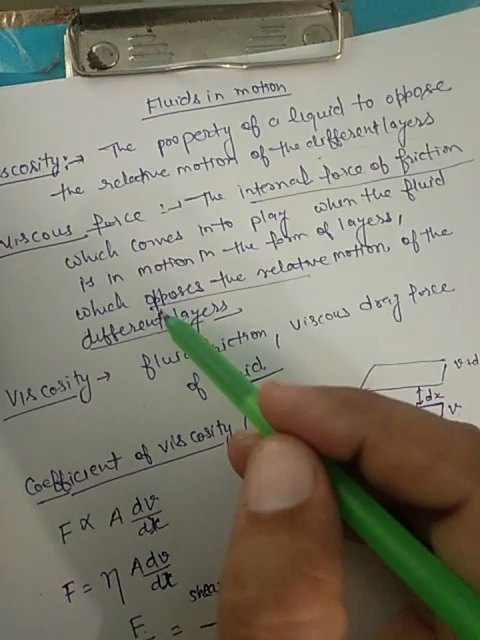 Fluids in motion
scosity:→ The property of a liquid to oppose
the relative motion of the different layers
viscous force :→ The internal force of friction
which comes into play when the fluid
is in motion in the form of layers,
which opposes the relative motion, of the
different layers
Viscosity → fluid friction, viscous drag force
of
Coefficient of viscosity
F ∝ A dv/dx
dx
v
F = η A dv/dx
shea
F =